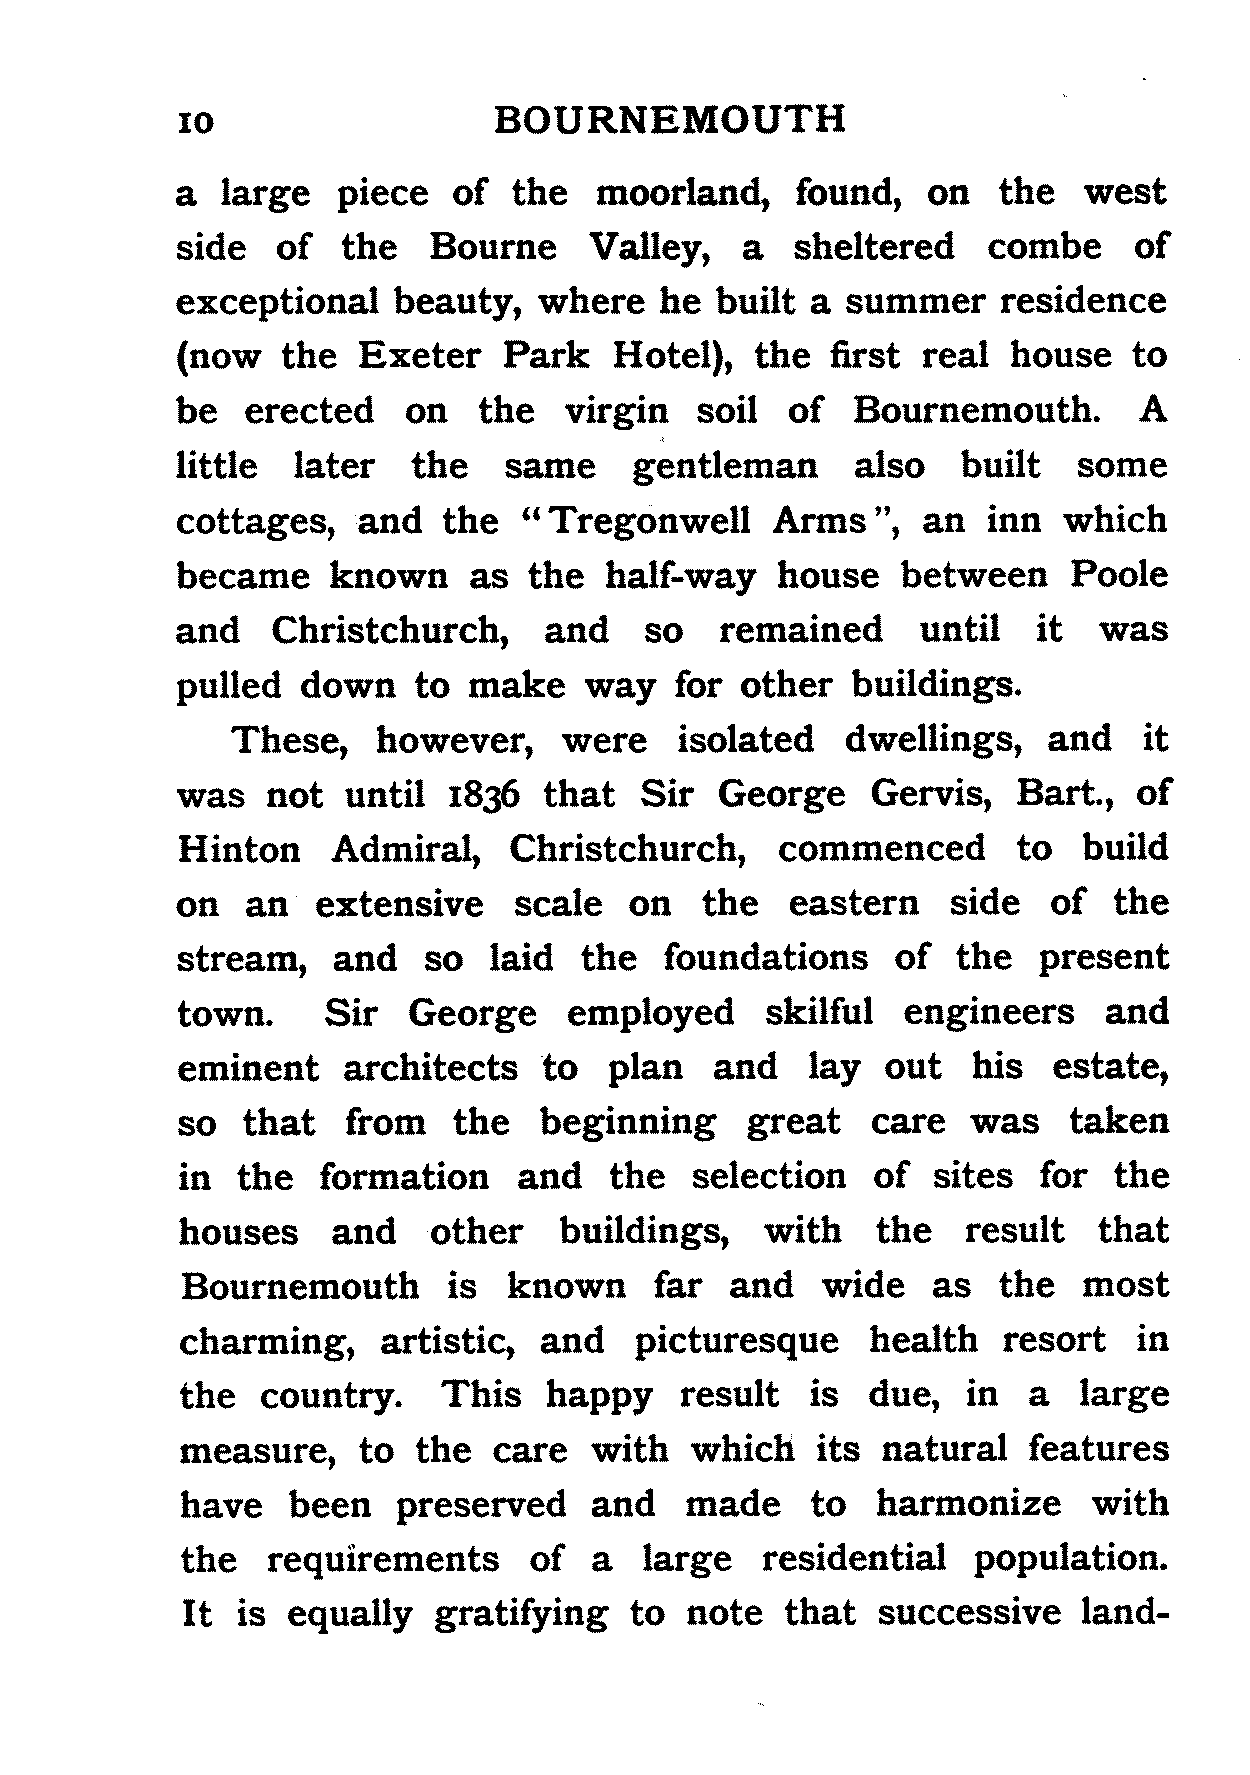 10 BOURNEMOUTH
a large piece of the moorland, found, on the west
side of the Bourne Valley, a sheltered combe of
exceptional beauty, where he built a summer residence
(now the Exeter Park Hotel), the first real house to
be erected on the virgin soil of Bournemouth. A
little later the same gentleman also built some
cottages, and the “Tregonwell Arms”, an inn which
became known as the half-way house between Poole
and Christchurch, and so remained until it was
pulled down to make way for other buildings.
These, however, were isolated dwellings, and it
was not until 1836 that Sir George Gervis, Bart., of
Hinton Admiral, Christchurch, commenced to build
on an extensive scale on the eastern side of the
stream, and so laid the foundations of the present
town. Sir George employed skilful engineers and
eminent architects to plan and lay out his estate,
so that from the beginning great care was taken
in the formation and the selection of sites for the
houses and other buildings, with the result that
Bournemouth is known far and wide as the most
charming, artistic, and picturesque health resort in
the country. This happy result is due, in a large
measure, to the care with which its natural features
have been preserved and made to harmonize with
the requirements of a large residential population.
It is equally gratifying to note that successive land-